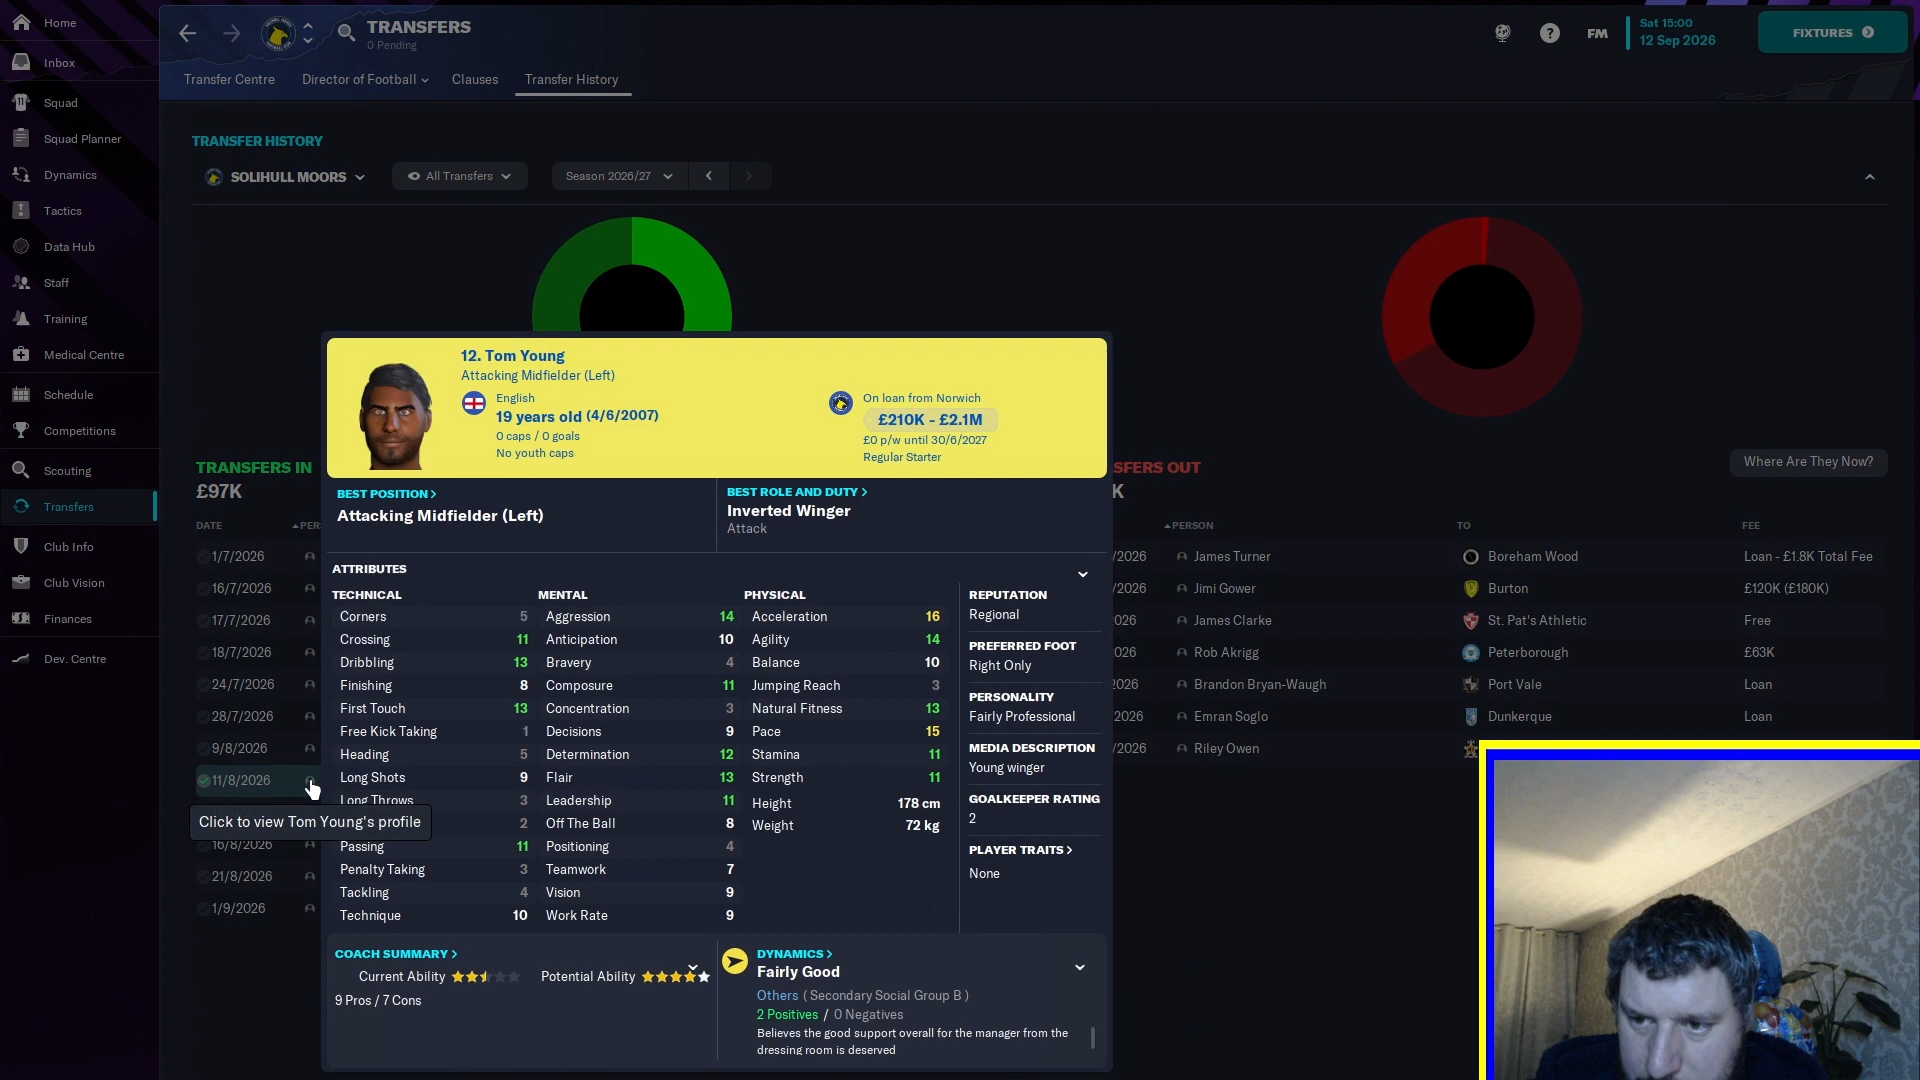 Home
Inbox
Squad
Squad Planner
Dynamics
Tactics
Data Hub
Staff
Training
Medical Centre
Schedule
Competitions
Scouting
Transfers
Club Info
Club Vision
Finances
Dev. Centre
TRANSFERS
0 Pending
FM
Sat 15:00
12 Sep 2026
FIXTURES
Transfer Centre
Director of Football
Clauses
Transfer History
TRANSFER HISTORY
SOLIHULL MOORS
All Transfers
Season 2026/27
TRANSFERS IN
£97K
DATE
PER
1/7/2026
16/7/2026
17/7/2026
18/7/2026
24/7/2026
28/7/2026
9/8/2026
11/8/2026
Click to view Tom Young's profile
16/8/2026
21/8/2026
1/9/2026
12. Tom Young
Attacking Midfielder (Left)
English
19 years old (4/6/2007)
0 caps / 0 goals
No youth caps
On loan from Norwich
£210K - £2.1M
£0 p/w until 30/6/2027
Regular Starter
BEST POSITION
Attacking Midfielder (Left)
BEST ROLE AND DUTY
Inverted Winger
Attack
ATTRIBUTES
TECHNICAL
Corners 5
Crossing 11
Dribbling 13
Finishing 8
First Touch 13
Free Kick Taking 1
Heading 5
Long Shots 9
Long Throws 3
2
Passing 11
Penalty Taking 3
Tackling 4
Technique 10
MENTAL
Aggression 14
Anticipation 10
Bravery 4
Composure 11
Concentration 3
Decisions 9
Determination 12
Flair 13
Leadership 11
Off The Ball 8
Positioning 4
Teamwork 7
Vision 9
Work Rate 9
PHYSICAL
Acceleration 16
Agility 14
Balance 10
Jumping Reach 3
Natural Fitness 13
Pace 15
Stamina 11
Strength 11
Height 178 cm
Weight 72 kg
REPUTATION
Regional
PREFERRED FOOT
Right Only
PERSONALITY
Fairly Professional
MEDIA DESCRIPTION
Young winger
GOALKEEPER RATING
2
PLAYER TRAITS
None
COACH SUMMARY
Current Ability
Potential Ability
9 Pros / 7 Cons
DYNAMICS
Fairly Good
Others ( Secondary Social Group B )
2 Positives / 0 Negatives
Believes the good support overall for the manager from the
dressing room is deserved
SFERS OUT
K
Where Are They Now?
PERSON TO FEE
/2026 James Turner Boreham Wood Loan - £1.8K Total Fee
2026 Jimi Gower Burton £120K (£180K)
026 James Clarke St. Pat's Athletic Free
026 Rob Akrigg Peterborough £63K
2026 Brandon Bryan-Waugh Port Vale Loan
2026 Emran Soglo Dunkerque Loan
/2026 Riley Owen